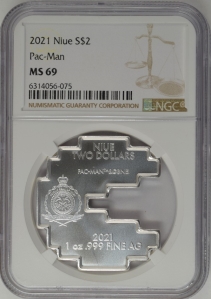 2021 Niue S$2
Pac-Man
MS 69
6314056-075
NUMISMATIC GUARANTY CORPORATION
NGC
NIUE
TWO DOLLARS
2021
1 oz .999 FINE AG